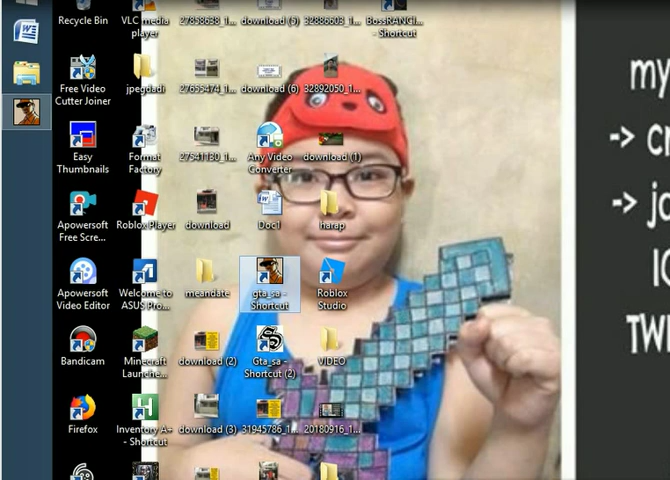 Recycle Bin
VLC media
player
27858638_1...
download (5)
32886603_1...
BossRANGl...
- Shortcut
Free Video
Cutter Joiner
jpegdadi
27655474_1...
download (6)
32892050_1...
Easy
Thumbnails
Format
Factory
27541130_1...
Any Video
Converter
download (1)
Apowersoft
Free Scre...
Roblox Player
download
Doc1
harap
Apowersoft
Video Editor
Welcome to
ASUS Pro...
meandate
gta_sa -
Shortcut
Roblox
Studio
Bandicam
Minecraft
Launche...
download (2)
Gta_sa -
Shortcut (2)
VIDEO
Firefox
Inventory A+
- Shortcut
download (3)
31945786_1...
20180916_1...
my
-> cr
-> jo
IG
TW